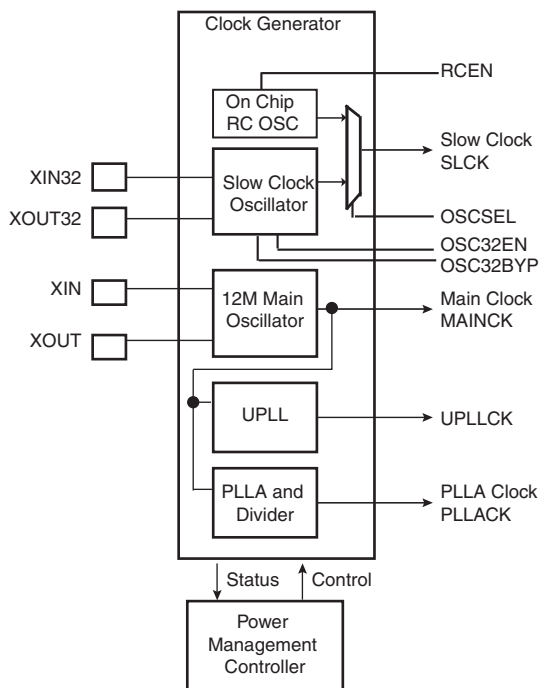 Clock Generator
RCEN
On Chip
RC OSC
Slow Clock
SLCK
XIN32
Slow Clock
Oscillator
XOUT32
OSCSEL
OSC32EN
OSC32BYP
XIN
12M Main
Oscillator
Main Clock
MAINCK
XOUT
UPLL
UPLLCK
PLLA and
Divider
PLLA Clock
PLLACK
Status
Control
Power
Management
Controller